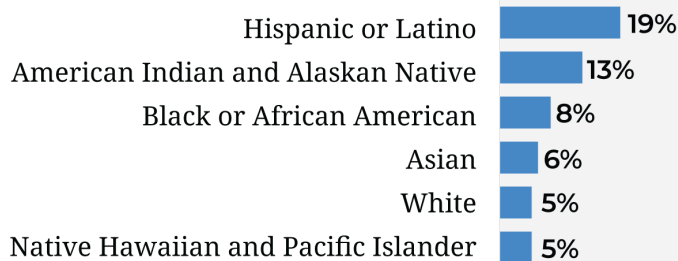 Hispanic or Latino 19%
American Indian and Alaskan Native 13%
Black or African American 8%
Asian 6%
White 5%
Native Hawaiian and Pacific Islander 5%